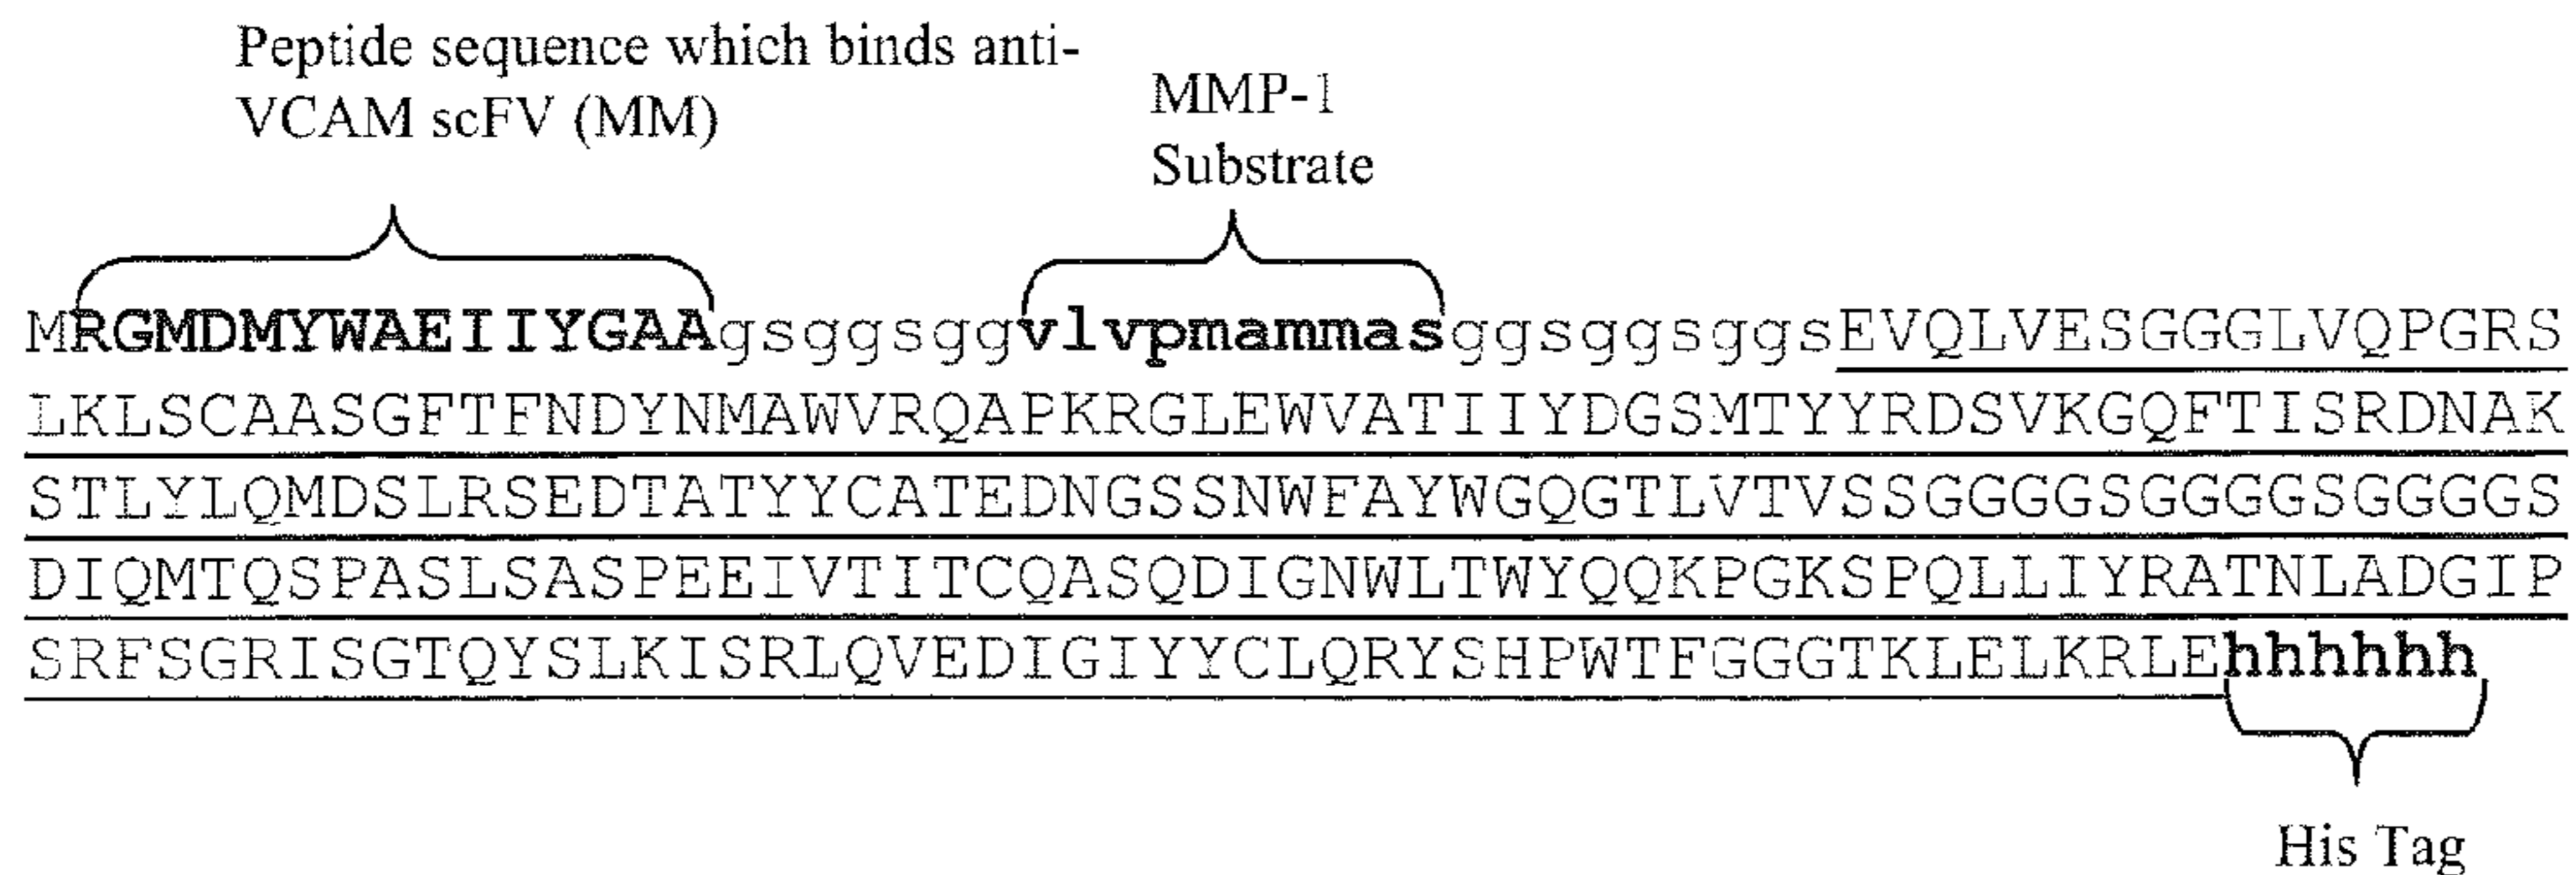 Peptide sequence which binds anti-
VCAM scFV (MM)
MMP-1
Substrate
MRGMDMYWAEIIYGAAgsggsggvlvpmammasggsggsggsEVQLVESGGGLVQPGRS
LKLSCAASGFTFNDYNMAWVRQAPKRGLEWVATIIYDGSMTYYRDSVKGQFTISRDNAK
STLYLQMDSLRSEDTATYYCATEDNGSSNWFAYWGQGTLVTVSSGGGGSGGGGSGGGGS
DIQMTQSPASLSASPEEIVTITCQASQDIGNWLTWYQQKPGKSPQLLIYRATNLADGIP
SRFSGRISGTQYSLKISRLQVEDIGIYYCLQRYSHPWTFGGGTKLELKRLEhhhhhh
His Tag